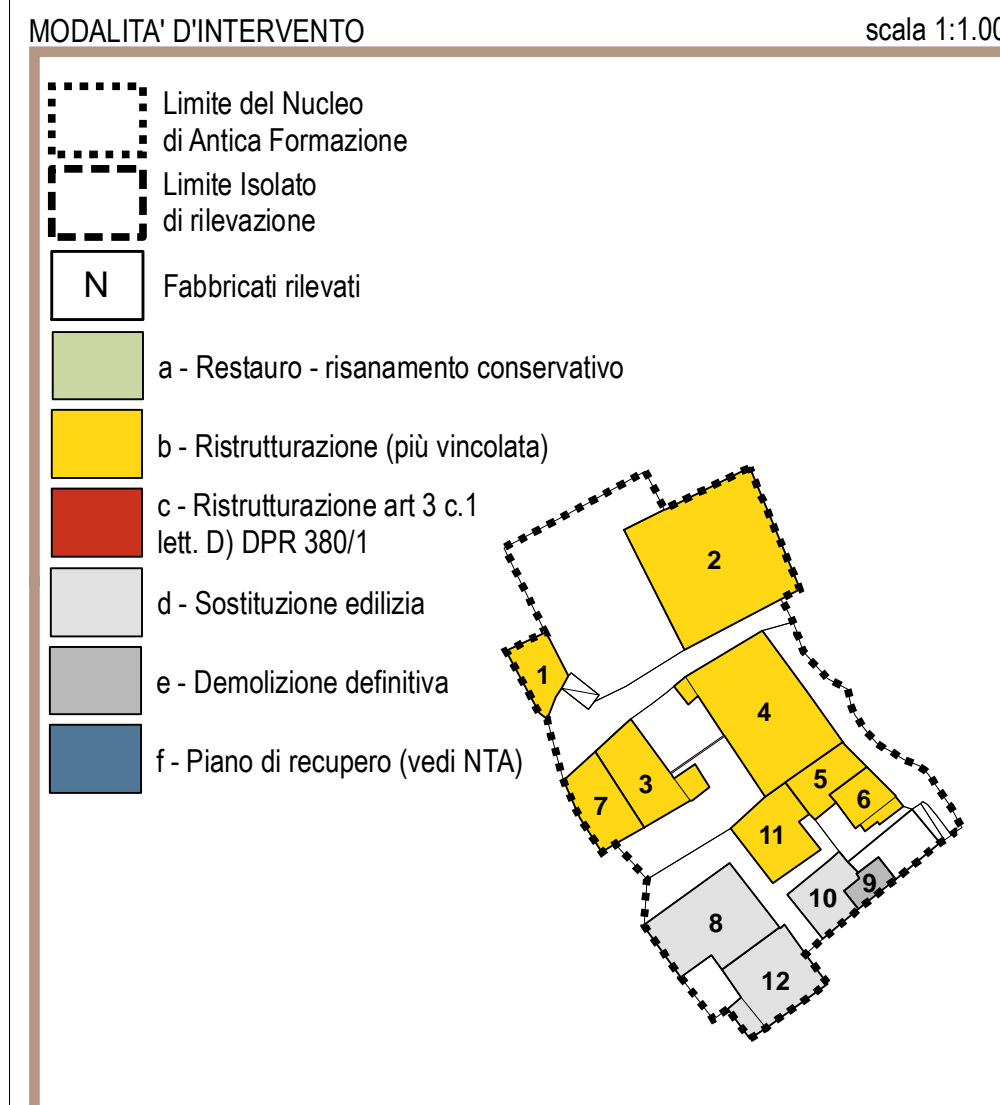 MODALITA' D'INTERVENTO
scala 1:1.00
Limite del Nucleo
di Antica Formazione
Limite Isolato
di rilevazione
N
Fabbricati rilevati
a - Restauro - risanamento conservativo
b - Ristrutturazione (più vincolata)
c - Ristrutturazione art 3 c.1
lett. D) DPR 380/1
d - Sostituzione edilizia
e - Demolizione definitiva
f - Piano di recupero (vedi NTA)
2
1
4
3
5
7
6
11
9
10
8
12